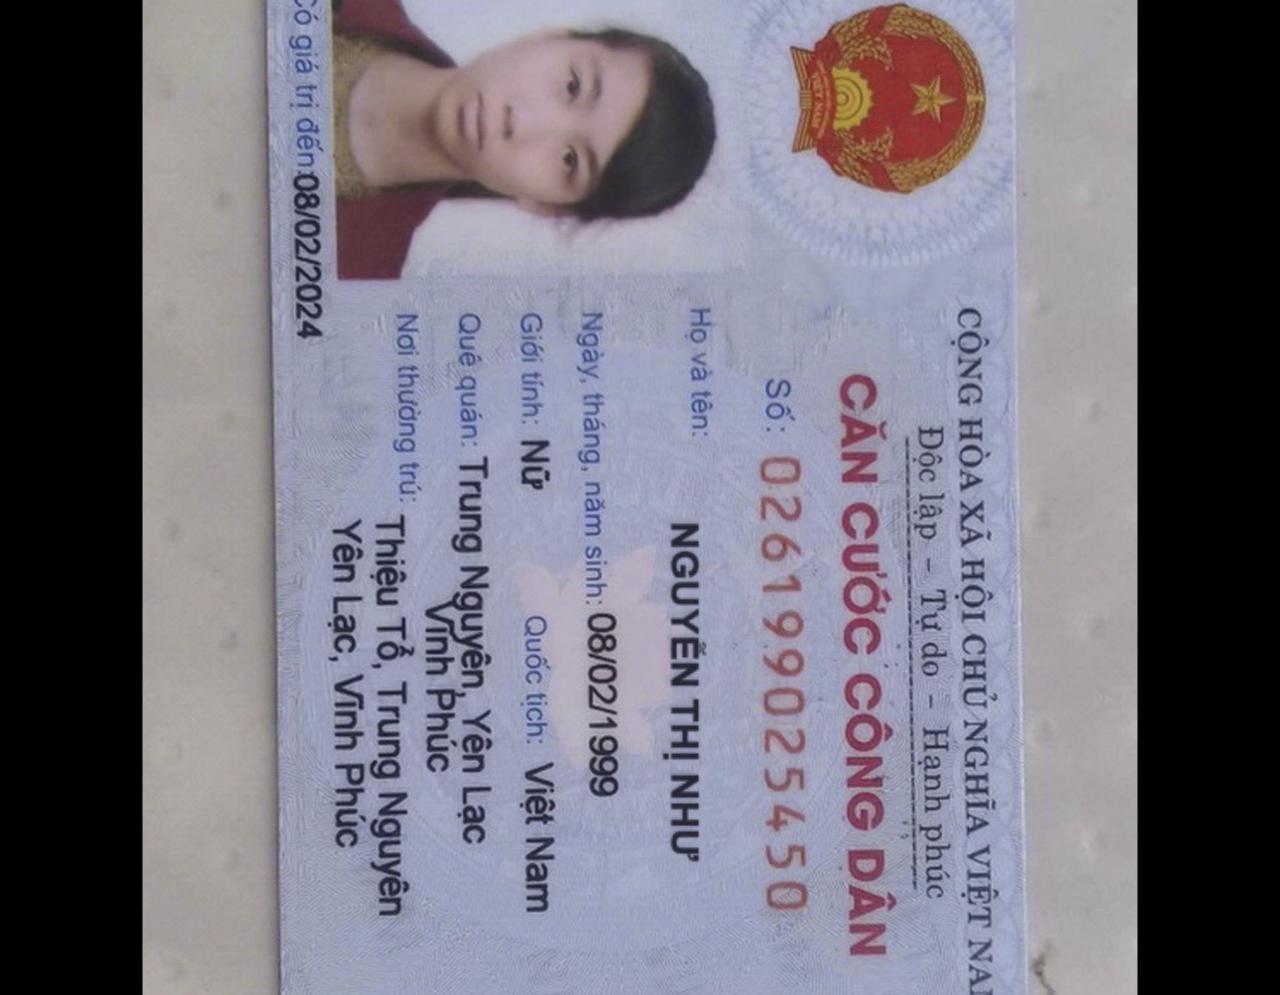 CỘNG HÒA XÃ HỘI CHỦ NGHĨA VIỆT NAM
Độc lập - Tự do - Hạnh phúc
CĂN CƯỚC CÔNG DÂN
Số: 026199025450
Họ và tên:
NGUYỄN THỊ NHƯ
Ngày, tháng, năm sinh: 08/02/1999
Giới tính: Nữ Quốc tịch: Việt Nam
Quê quán: Trung Nguyên, Yên Lạc
Vĩnh Phúc
Nơi thường trú: Thiệu Tổ, Trung Nguyên
Yên Lạc, Vĩnh Phúc
Có giá trị đến: 08/02/2024